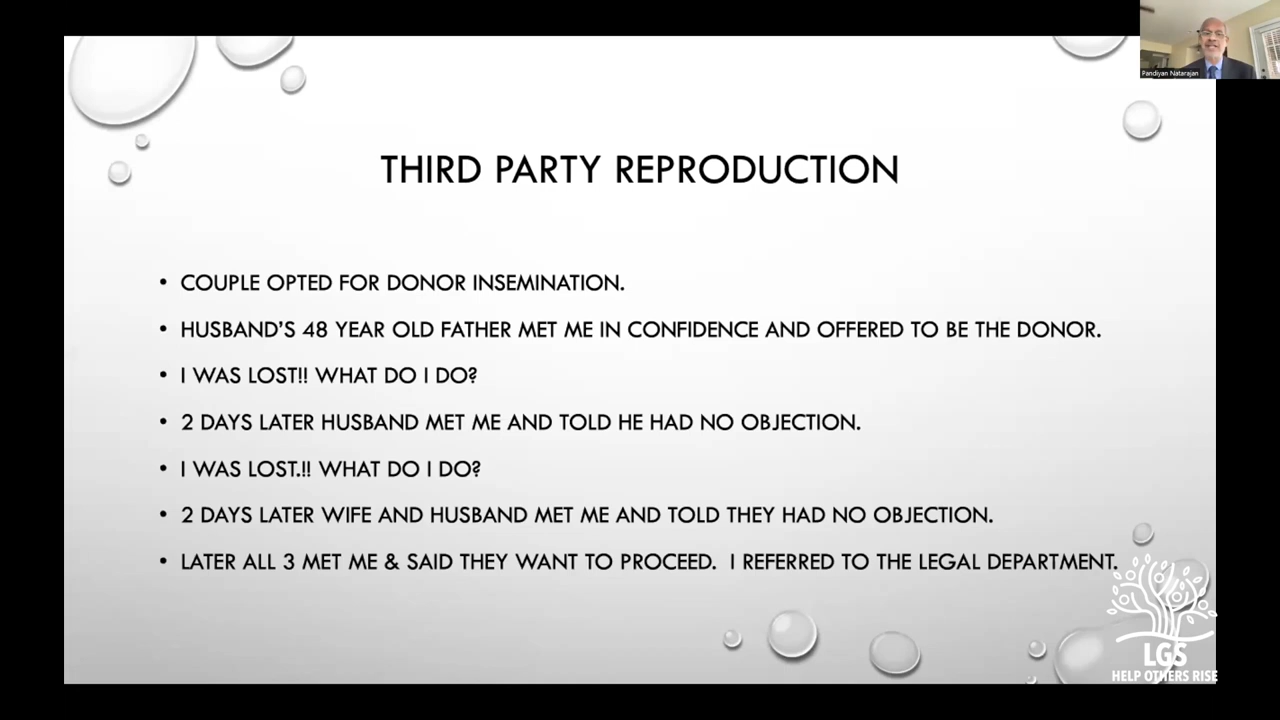 Pandiyan Natarajan
THIRD PARTY REPRODUCTION
• COUPLE OPTED FOR DONOR INSEMINATION.
• HUSBAND'S 48 YEAR OLD FATHER MET ME IN CONFIDENCE AND OFFERED TO BE THE DONOR.
• I WAS LOST!! WHAT DO I DO?
• 2 DAYS LATER HUSBAND MET ME AND TOLD HE HAD NO OBJECTION.
• I WAS LOST.!! WHAT DO I DO?
• 2 DAYS LATER WIFE AND HUSBAND MET ME AND TOLD THEY HAD NO OBJECTION.
• LATER ALL 3 MET ME & SAID THEY WANT TO PROCEED. I REFERRED TO THE LEGAL DEPARTMENT.
LGS
HELP OTHERS RISE